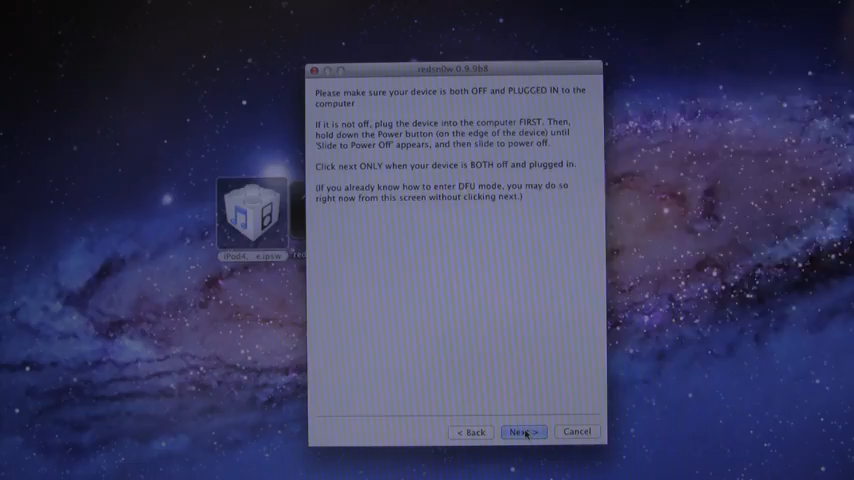 redsn0w 0.9.9b8
Please make sure your device is both OFF and PLUGGED IN to the
computer
If it is not off, plug the device into the computer FIRST. Then,
hold down the Power button (on the edge of the device) until
'Slide to Power Off' appears, and then slide to power off.
Click next ONLY when your device is BOTH off and plugged in.
(If you already know how to enter DFU mode, you may do so
right now from this screen without clicking next.)
iPod4, e.ipsw
red
< Back
Next >
Cancel